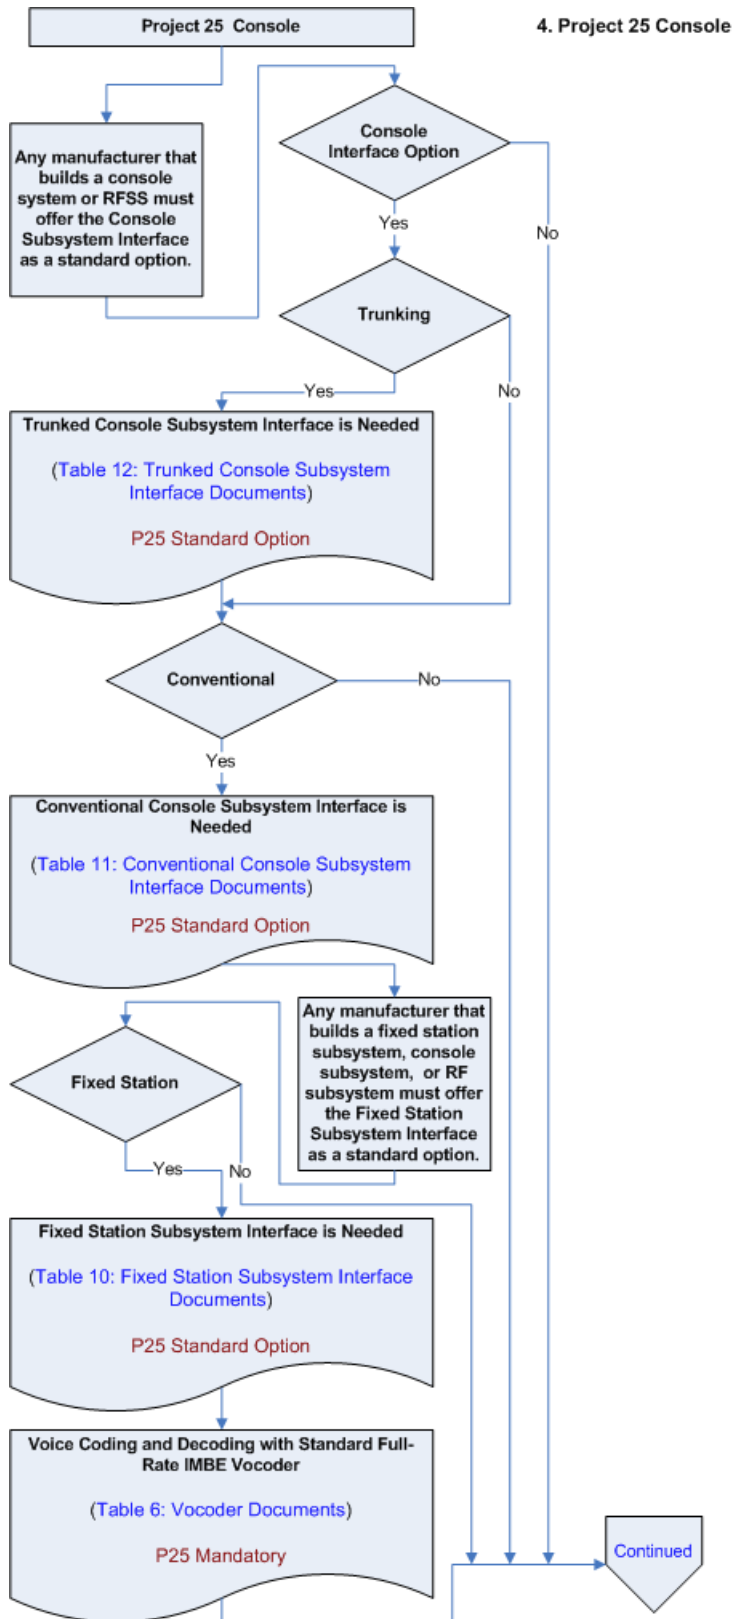 Project 25 Console
4. Project 25 Console
Any manufacturer that
builds a console
system or RFSS must
offer the Console
Subsystem Interface
as a standard option.
Console
Interface Option
Yes
No
Trunking
Yes
No
Trunked Console Subsystem Interface is Needed
(Table 12: Trunked Console Subsystem
Interface Documents)
P25 Standard Option
Conventional
No
Yes
Conventional Console Subsystem Interface is
Needed
(Table 11: Conventional Console Subsystem
Interface Documents)
P25 Standard Option
Any manufacturer that
builds a fixed station
subsystem, console
subsystem, or RF
subsystem must offer
the Fixed Station
Subsystem Interface
as a standard option.
Fixed Station
Yes
No
Fixed Station Subsystem Interface is Needed
(Table 10: Fixed Station Subsystem Interface
Documents)
P25 Standard Option
Voice Coding and Decoding with Standard Full-
Rate IMBE Vocoder
(Table 6: Vocoder Documents)
P25 Mandatory
Continued